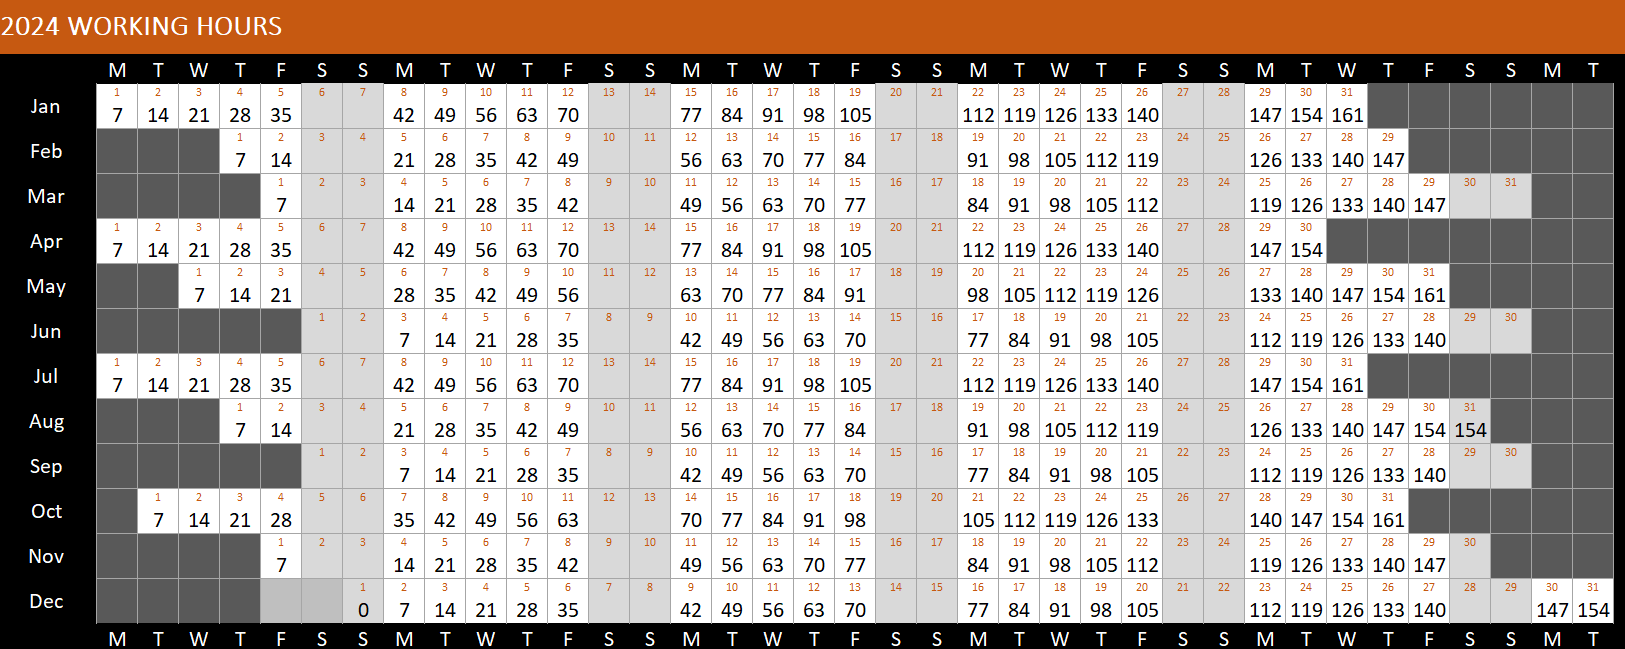 2024 WORKING HOURS
M T W T F S S M T W T F S S M T W T F S S M T W T F S S M T W T F S S M T
1 2 3 4 5 6 7 8 9 10 11 12 13 14 15 16 17 18 19 20 21 22 23 24 25 26 27 28 29 30 31
Jan 7 14 21 28 35 42 49 56 63 70 77 84 91 98 105 112 119 126 133 140 147 154 161
1 2 3 4 5 6 7 8 9 10 11 12 13 14 15 16 17 18 19 20 21 22 23 24 25 26 27 28 29
Feb 7 14 21 28 35 42 49 56 63 70 77 84 91 98 105 112 119 126 133 140 147
1 2 3 4 5 6 7 8 9 10 11 12 13 14 15 16 17 18 19 20 21 22 23 24 25 26 27 28 29 30 31
Mar 7 14 21 28 35 42 49 56 63 70 77 84 91 98 105 112 119 126 133 140 147
1 2 3 4 5 6 7 8 9 10 11 12 13 14 15 16 17 18 19 20 21 22 23 24 25 26 27 28 29 30
Apr 7 14 21 28 35 42 49 56 63 70 77 84 91 98 105 112 119 126 133 140 147 154
1 2 3 4 5 6 7 8 9 10 11 12 13 14 15 16 17 18 19 20 21 22 23 24 25 26 27 28 29 30 31
May 7 14 21 28 35 42 49 56 63 70 77 84 91 98 105 112 119 126 133 140 147 154 161
1 2 3 4 5 6 7 8 9 10 11 12 13 14 15 16 17 18 19 20 21 22 23 24 25 26 27 28 29 30
Jun 7 14 21 28 35 42 49 56 63 70 77 84 91 98 105 112 119 126 133 140
1 2 3 4 5 6 7 8 9 10 11 12 13 14 15 16 17 18 19 20 21 22 23 24 25 26 27 28 29 30 31
Jul 7 14 21 28 35 42 49 56 63 70 77 84 91 98 105 112 119 126 133 140 147 154 161
1 2 3 4 5 6 7 8 9 10 11 12 13 14 15 16 17 18 19 20 21 22 23 24 25 26 27 28 29 30 31
Aug 7 14 21 28 35 42 49 56 63 70 77 84 91 98 105 112 119 126 133 140 147 154 154
1 2 3 4 5 6 7 8 9 10 11 12 13 14 15 16 17 18 19 20 21 22 23 24 25 26 27 28 29 30
Sep 7 14 21 28 35 42 49 56 63 70 77 84 91 98 105 112 119 126 133 140
1 2 3 4 5 6 7 8 9 10 11 12 13 14 15 16 17 18 19 20 21 22 23 24 25 26 27 28 29 30 31
Oct 7 14 21 28 35 42 49 56 63 70 77 84 91 98 105 112 119 126 133 140 147 154 161
1 2 3 4 5 6 7 8 9 10 11 12 13 14 15 16 17 18 19 20 21 22 23 24 25 26 27 28 29 30
Nov 7 14 21 28 35 42 49 56 63 70 77 84 91 98 105 112 119 126 133 140 147
1 2 3 4 5 6 7 8 9 10 11 12 13 14 15 16 17 18 19 20 21 22 23 24 25 26 27 28 29 30 31
Dec 0 7 14 21 28 35 42 49 56 63 70 77 84 91 98 105 112 119 126 133 140 147 154
M T W T F S S M T W T F S S M T W T F S S M T W T F S S M T W T F S S M T